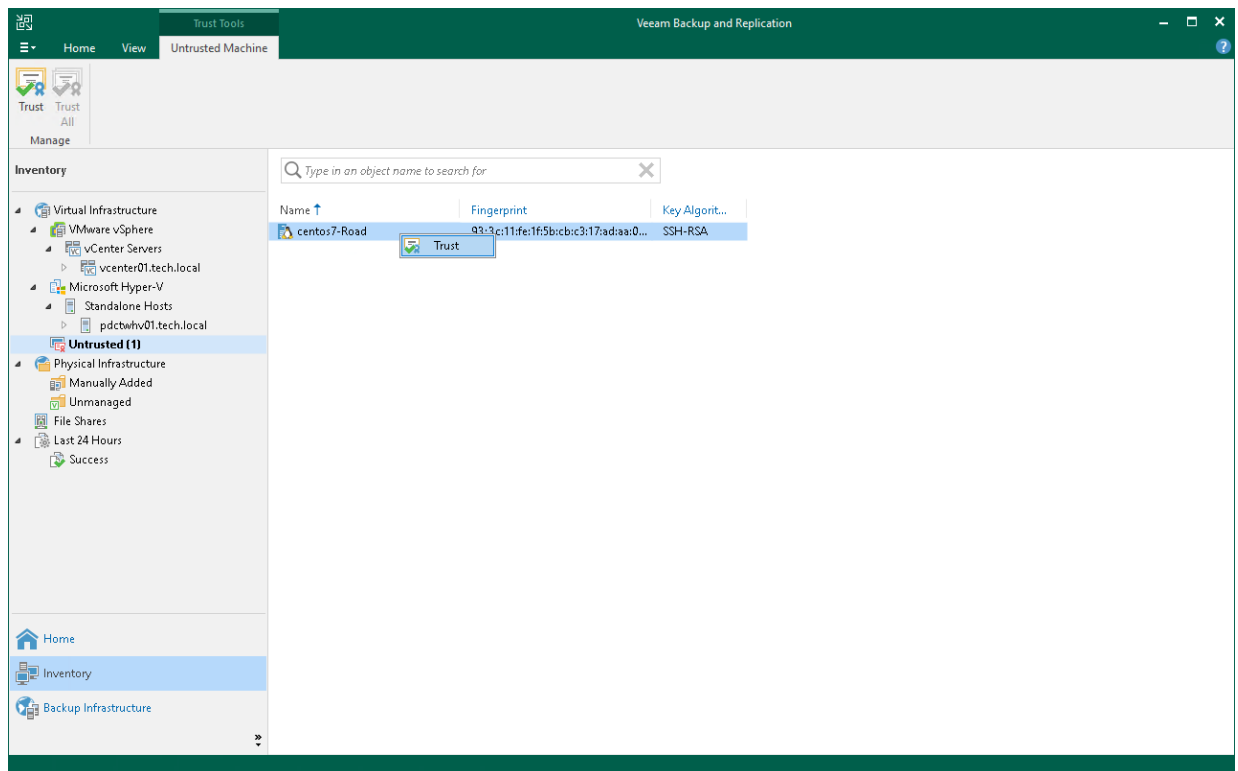 Trust Tools
Veeam Backup and Replication
Home View Untrusted Machine
Trust Trust All
Manage
Inventory
Type in an object name to search for
Virtual Infrastructure
VMware vSphere
vCenter Servers
vcenter01.tech.local
Microsoft Hyper-V
Standalone Hosts
pdctwhv01.tech.local
Untrusted (1)
Physical Infrastructure
Manually Added
Unmanaged
File Shares
Last 24 Hours
Success
Name Fingerprint Key Algorit...
centos7-Road 93:3c:11:fe:1f:5b:cb:c3:17:ad:aa:0... SSH-RSA
Trust
Home
Inventory
Backup Infrastructure